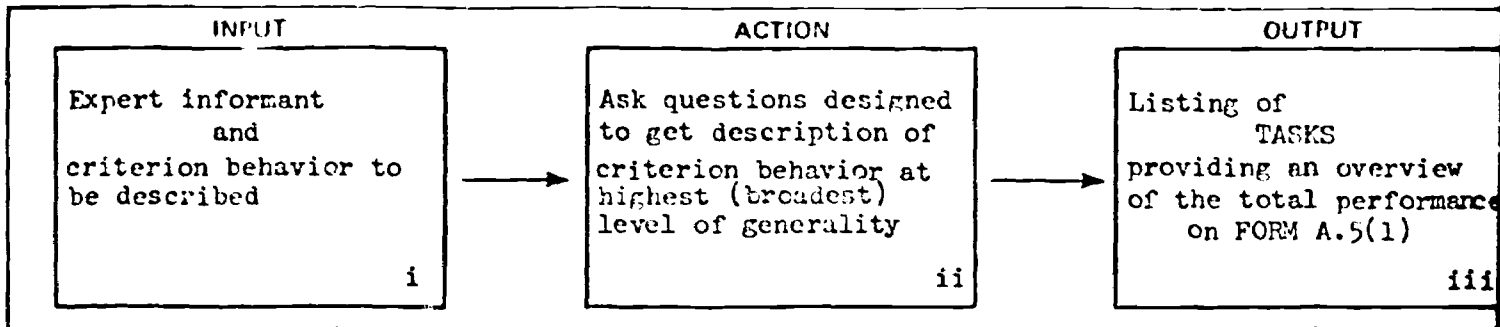 INPUT
Expert informant
and
criterion behavior to
be described
i
ACTION
Ask questions designed
to get description of
criterion behavior at
highest (broadest)
level of generality
ii
OUTPUT
Listing of
TASKS
providing an overview
of the total performance
on FORM A.5(1)
iii